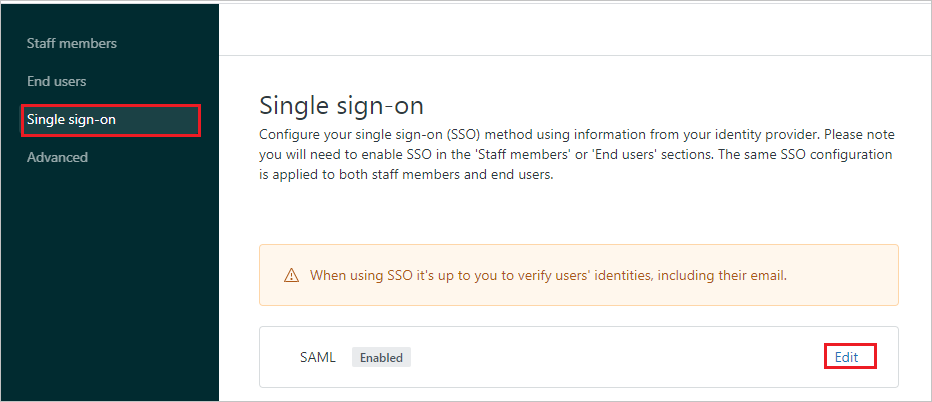 Staff members
End users
Single sign-on
Advanced
Single sign-on
Configure your single sign-on (SSO) method using information from your identity provider. Please note
you will need to enable SSO in the 'Staff members' or 'End users' sections. The same SSO configuration
is applied to both staff members and end users.
When using SSO it's up to you to verify users' identities, including their email.
SAML Enabled Edit